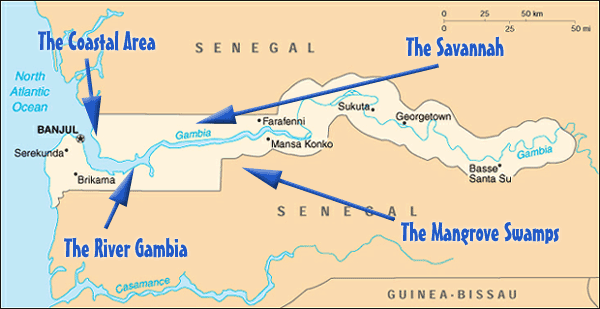 0 25 50 km
0 25 50 mi
The Coastal Area
SENEGAL
The Savannah
North
Atlantic
Ocean
Sukuta
Farafenni
Georgetown
BANJUL
Gambia
Serekunda
Mansa Konko
Gambia
Basse
Santa Su
Brikama
SENEGAL
The Mangrove Swamps
The River Gambia
Casamance
GUINEA-BISSAU